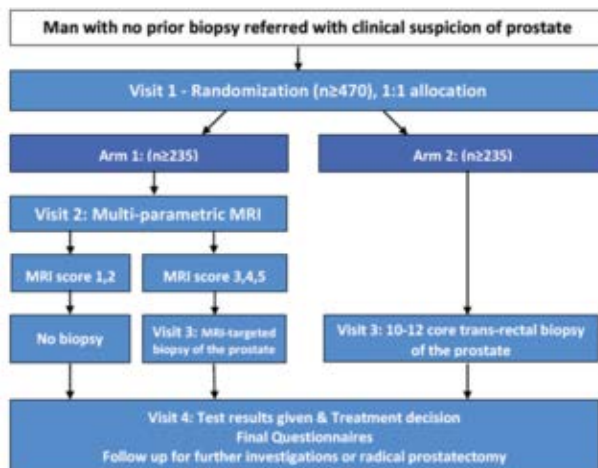 Man with no prior biopsy referred with clinical suspicion of prostate
Visit 1 - Randomization (n≥470), 1:1 allocation
Arm 1: (n≥235)
Arm 2: (n≥235)
Visit 2: Multi-parametric MRI
MRI score 1,2
MRI score 3,4,5
No biopsy
Visit 3: MRI-targeted
biopsy of the prostate
Visit 3: 10-12 core trans-rectal biopsy
of the prostate
Visit 4: Test results given & Treatment decision
Final Questionnaires
Follow up for further investigations or radical prostatectomy